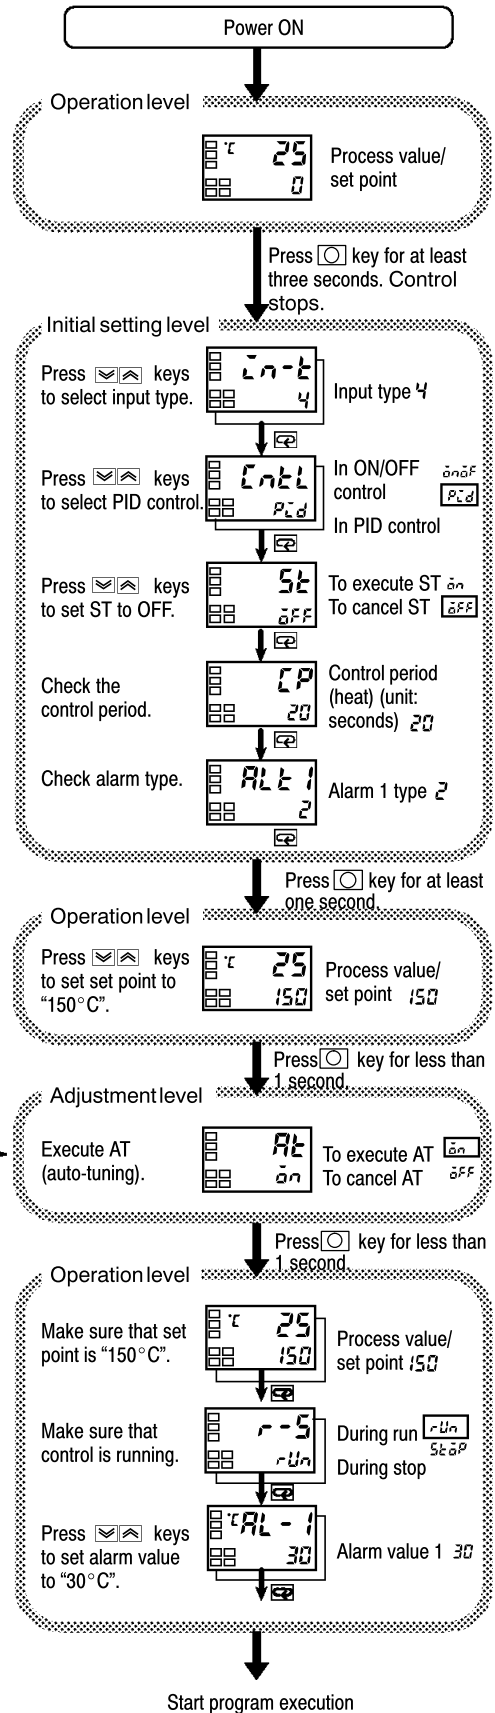 Power ON
Operation level
°C 25
0
Process value/
set point
Press key for at least
three seconds. Control
stops.
Initial setting level
Press keys
to select input type.
in-t
4
Input type 4
Press keys
to select PID control.
CntL
Pid
In ON/OFF onoF
control Pid
In PID control
Press keys
to set ST to OFF.
St
oFF
To execute ST on
To cancel ST oFF
Check the
control period.
CP
20
Control period
(heat) (unit:
seconds) 20
Check alarm type.
ALt1
2
Alarm 1 type 2
Press key for at least
one second.
Operation level
Press keys
to set set point to
“150°C”.
°C 25
150
Process value/
set point 150
Press key for less than
1 second.
Adjustment level
Execute AT
(auto-tuning).
At
on
To execute AT on
To cancel AT oFF
Press key for less than
1 second.
Operation level
Make sure that set
point is “150°C”.
°C 25
150
Process value/
set point 150
Make sure that
control is running.
r-S
rUn
During run rUn
StoP
During stop
Press keys
to set alarm value
to “30°C”.
°C AL-1
30
Alarm value 1 30
Start program execution